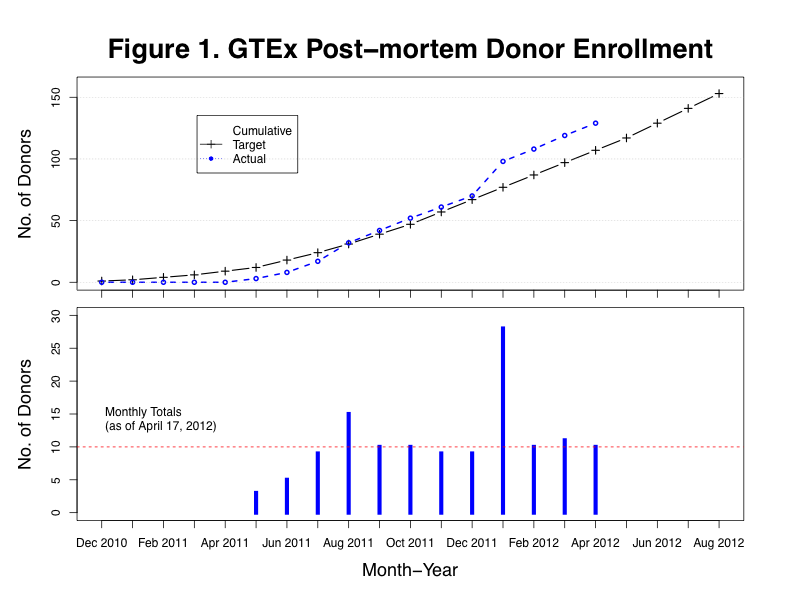 Figure 1. GTEx Post−mortem Donor Enrollment
No. of Donors
150
100
50
0
Cumulative
Target
Actual
No. of Donors
30
25
20
15
10
5
0
Monthly Totals
(as of April 17, 2012)
Dec 2010 Feb 2011 Apr 2011 Jun 2011 Aug 2011 Oct 2011 Dec 2011 Feb 2012 Apr 2012 Jun 2012 Aug 2012
Month−Year